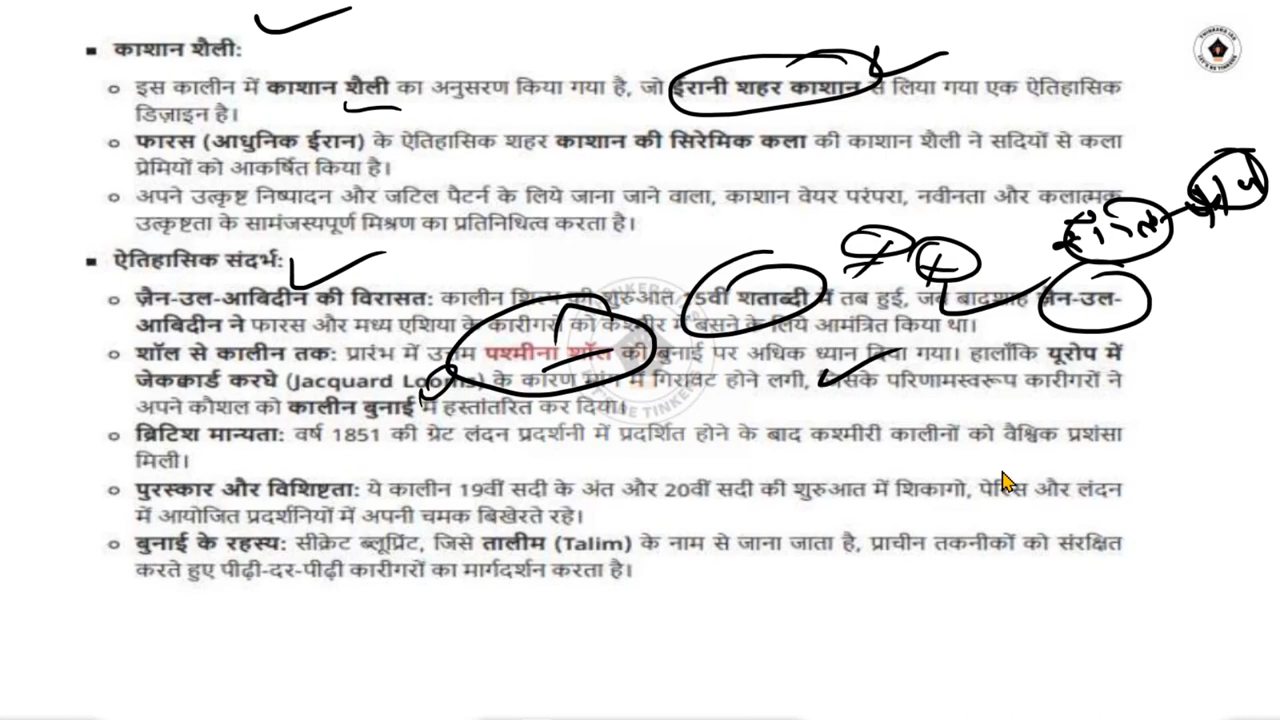 काशान शैली:
इस कालीन में काशान शैली का अनुसरण किया गया है, जो ईरानी शहर काशान से लिया गया एक ऐतिहासिक
डिज़ाइन है।
फारस (आधुनिक ईरान) के ऐतिहासिक शहर काशान की सिरेमिक कला की काशान शैली ने सदियों से कला
प्रेमियों को आकर्षित किया है।
अपने उत्कृष्ट निष्पादन और जटिल पैटर्न के लिये जाना जाने वाला, काशान वेयर परंपरा, नवीनता और कलात्मक
उत्कृष्टता के सामंजस्यपूर्ण मिश्रण का प्रतिनिधित्व करता है।
ऐतिहासिक संदर्भ:
ज़ैन-उल-आबिदीन की विरासत: कालीन शिल्प की शुरुआत 15वीं शताब्दी में तब हुई, जब बादशाह ज़ैन-उल-
आबिदीन ने फारस और मध्य एशिया के कारीगरों को कश्मीर में बसने के लिये आमंत्रित किया था।
शॉल से कालीन तक: प्रारंभ में उत्तम पश्मीना शॉल की बुनाई पर अधिक ध्यान दिया गया। हालाँकि यूरोप में
जेकक्वार्ड करघे (Jacquard Looms) के कारण मांग में गिरावट होने लगी, जिसके परिणामस्वरूप कारीगरों ने
अपने कौशल को कालीन बुनाई में हस्तांतरित कर दिया।
ब्रिटिश मान्यता: वर्ष 1851 की ग्रेट लंदन प्रदर्शनी में प्रदर्शित होने के बाद कश्मीरी कालीनों को वैश्विक प्रशंसा
मिली।
पुरस्कार और विशिष्टता: ये कालीन 19वीं सदी के अंत और 20वीं सदी की शुरुआत में शिकागो, पेरिस और लंदन
में आयोजित प्रदर्शनियों में अपनी चमक बिखेरते रहे।
बुनाई के रहस्य: सीक्रेट ब्लूप्रिंट, जिसे तालीम (Talim) के नाम से जाना जाता है, प्राचीन तकनीकों को संरक्षित
करते हुए पीढ़ी-दर-पीढ़ी कारीगरों का मार्गदर्शन करता है।